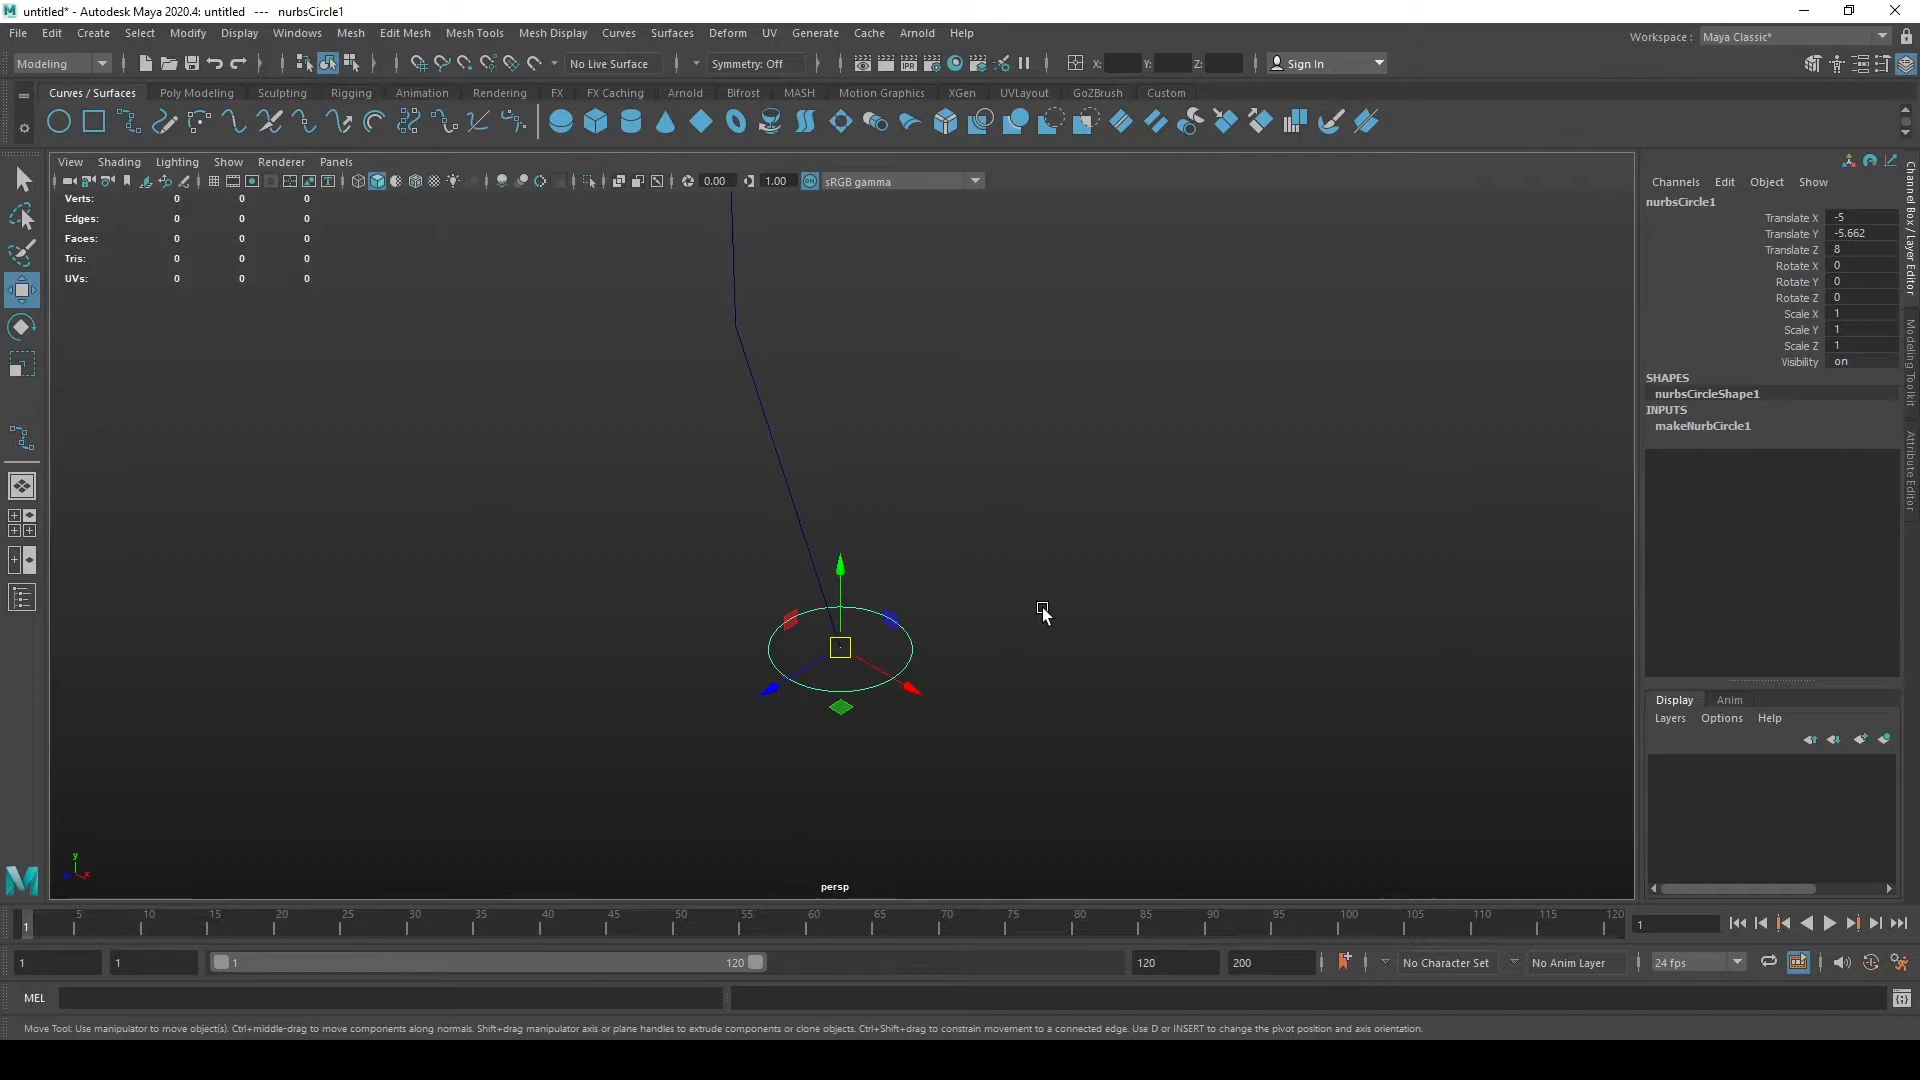 untitled* - Autodesk Maya 2020.4: untitled --- nurbsCircle1
File Edit Create Select Modify Display Windows Mesh Edit Mesh Mesh Tools Mesh Display Curves Surfaces Deform UV Generate Cache Arnold Help
Workspace : Maya Classic*
Modeling No Live Surface Symmetry: Off IPR X: Y: Z: Sign In
Curves / Surfaces Poly Modeling Sculpting Rigging Animation Rendering FX FX Caching Arnold Bifrost MASH Motion Graphics XGen UVLayout GoZBrush Custom
View Shading Lighting Show Renderer Panels
0.00 1.00 sRGB gamma
Verts: 0 0 0
Edges: 0 0 0
Faces: 0 0 0
Tris: 0 0 0
UVs: 0 0 0
y
x
persp
Channels Edit Object Show
nurbsCircle1
Translate X -5
Translate Y -5.662
Translate Z 8
Rotate X 0
Rotate Y 0
Rotate Z 0
Scale X 1
Scale Y 1
Scale Z 1
Visibility on
SHAPES
nurbsCircleShape1
INPUTS
makeNurbCircle1
Display Anim
Layers Options Help
Channel Box / Layer Editor
Modeling Toolkit
Attribute Editor
1 5 10 15 20 25 30 35 40 45 50 55 60 65 70 75 80 85 90 95 100 105 110 115 120 1
1 1 1 120 120 200 No Character Set No Anim Layer 24 fps
MEL
Move Tool: Use manipulator to move object(s). Ctrl+middle-drag to move components along normals. Shift+drag manipulator axis or plane handles to extrude components or clone objects. Ctrl+Shift+drag to constrain movement to a connected edge. Use D or INSERT to change the pivot position and axis orientation.